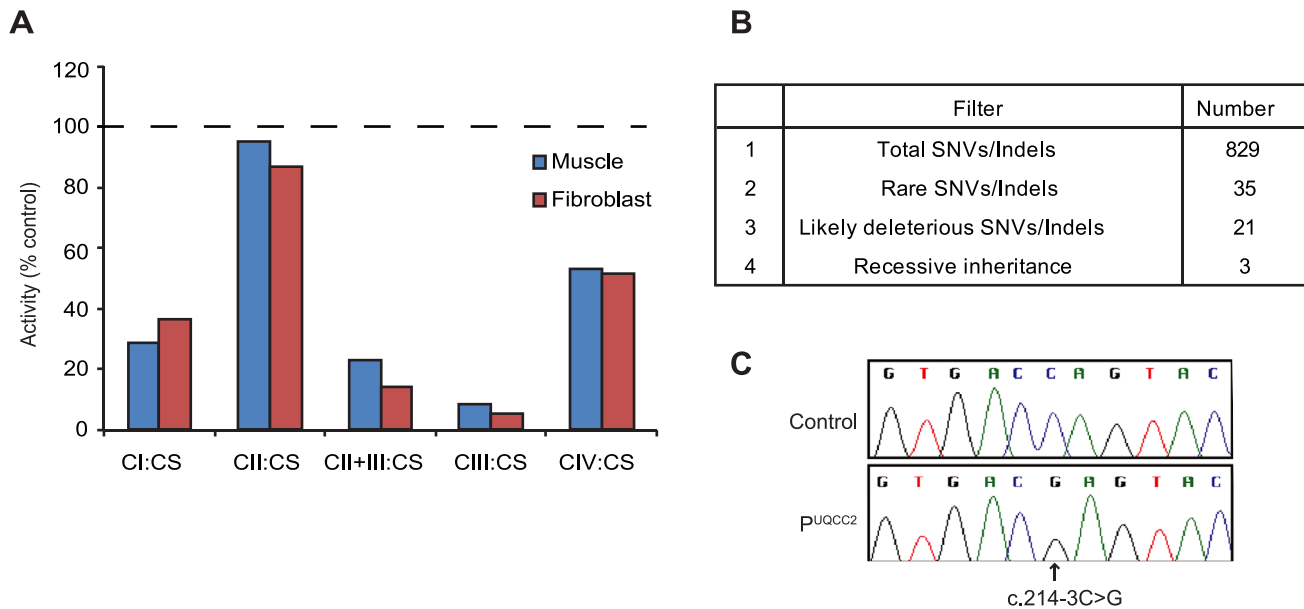 A
120
100
80
60
40
20
0
Activity (% control)
Muscle
Fibroblast
CI:CS CII:CS CII+III:CS CIII:CS CIV:CS
B
Filter Number
1 Total SNVs/Indels 829
2 Rare SNVs/Indels 35
3 Likely deleterious SNVs/Indels 21
4 Recessive inheritance 3
C
Control
G T G A C C A G T A C
PUQCC2
G T G A C G A G T A C
c.214-3C>G